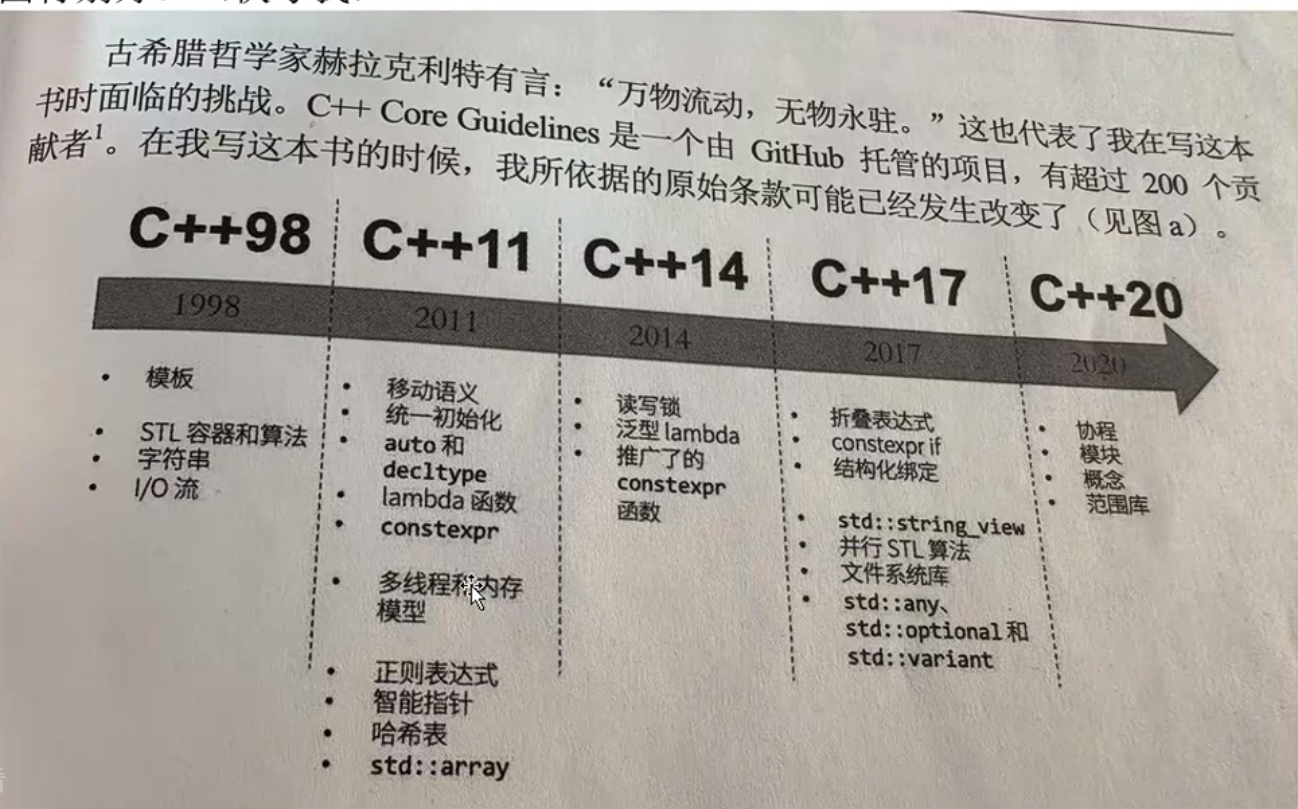 古希腊哲学家赫拉克利特有言：“万物流动，无物永驻。”这也代表了我在写这本
书时面临的挑战。C++ Core Guidelines 是一个由 GitHub 托管的项目，有超过 200 个贡
献者1。在我写这本书的时候，我所依据的原始条款可能已经发生改变了（见图 a）。
C++98
1998
• 模板
• STL 容器和算法
• 字符串
• I/O 流
C++11
2011
• 移动语义
• 统一初始化
• auto 和
decltype
• lambda 函数
• constexpr
• 多线程和内存
模型
• 正则表达式
• 智能指针
• 哈希表
• std::array
C++14
2014
• 读写锁
• 泛型 lambda
• 推广了的
constexpr
函数
C++17
2017
• 折叠表达式
• constexpr if
• 结构化绑定
• std::string_view
• 并行 STL 算法
• 文件系统库
• std::any、
std::optional 和
std::variant
C++20
2020
• 协程
• 模块
• 概念
• 范围库